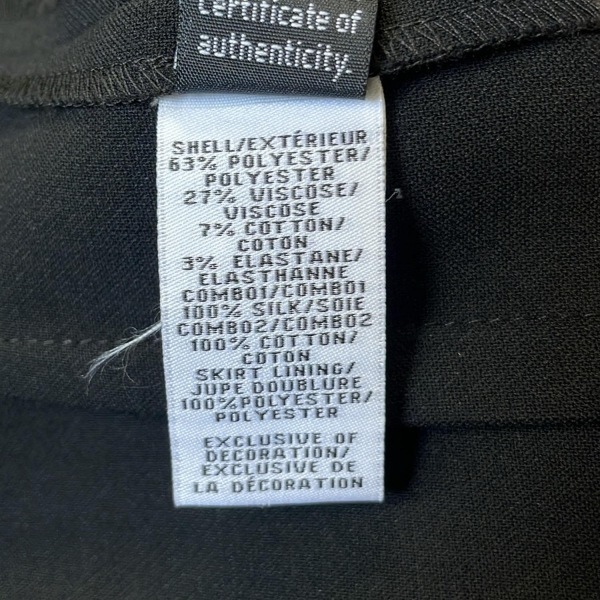 certificate of
authenticity.
SHELL/EXTÉRIEUR
63% POLYESTER/
POLYESTER
27% VISCOSE/
VISCOSE
7% COTTON/
COTON
3% ELASTANE/
ELASTHANNE
COMBO1/COMBO1
100% SILK/SOIE
COMBO2/COMBO2
100% COTTON/
COTON
SKIRT LINING/
JUPE DOUBLURE
100%POLYESTER/
POLYESTER
EXCLUSIVE OF
DECORATION/
EXCLUSIVE DE
LA DÉCORATION